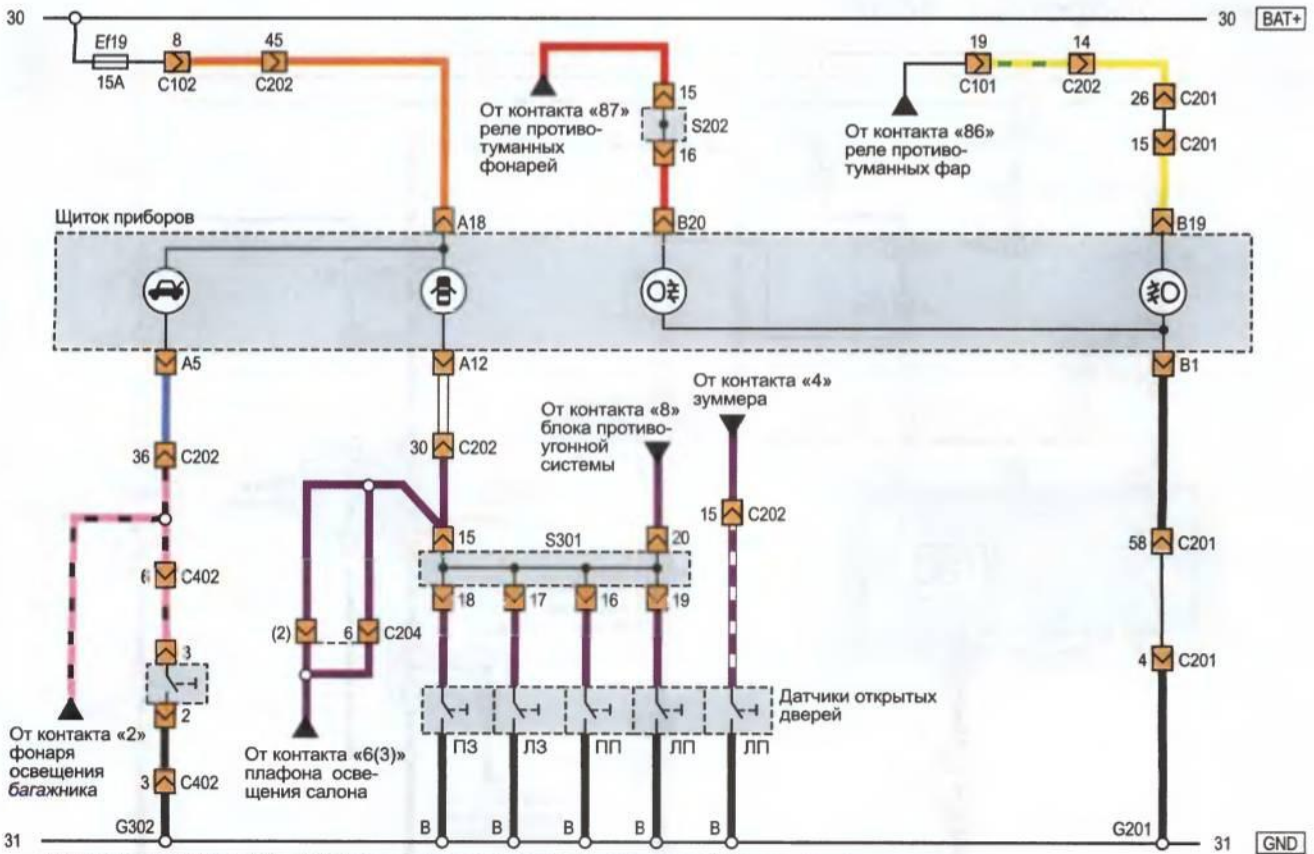 30
30 BAT+
Ef19
15A
8
C102
45
C202
От контакта «87»
реле противо-
туманных
фонарей
15
S202
16
19
C101
14
C202
От контакта «86»
реле противо-
туманных фар
26 C201
15 C201
Щиток приборов
A18
B20
B19
A5
A12
B1
36 C202
30 C202
От контакта «8»
блока противо-
угонной
системы
От контакта «4»
зуммера
15 C202
58 C201
4 C201
6 C402
3
2
3 C402
От контакта «2»
фонаря
освещения
багажника
(2) 6 C204
От контакта «6(3)»
плафона осве-
щения салона
15 S301 20
18 17 16 19
Датчики открытых
дверей
ПЗ ЛЗ ПП ЛП ЛП
G302 B B B B B G201
31
31 GND